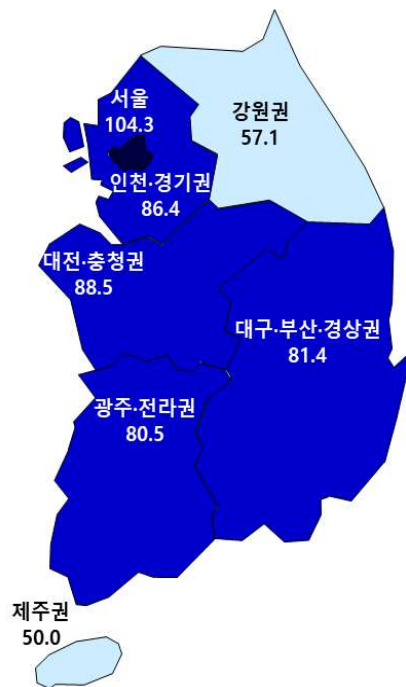 서울
104.3
강원권
57.1
인천·경기권
86.4
대전·충청권
88.5
대구·부산·경상권
81.4
광주·전라권
80.5
제주권
50.0